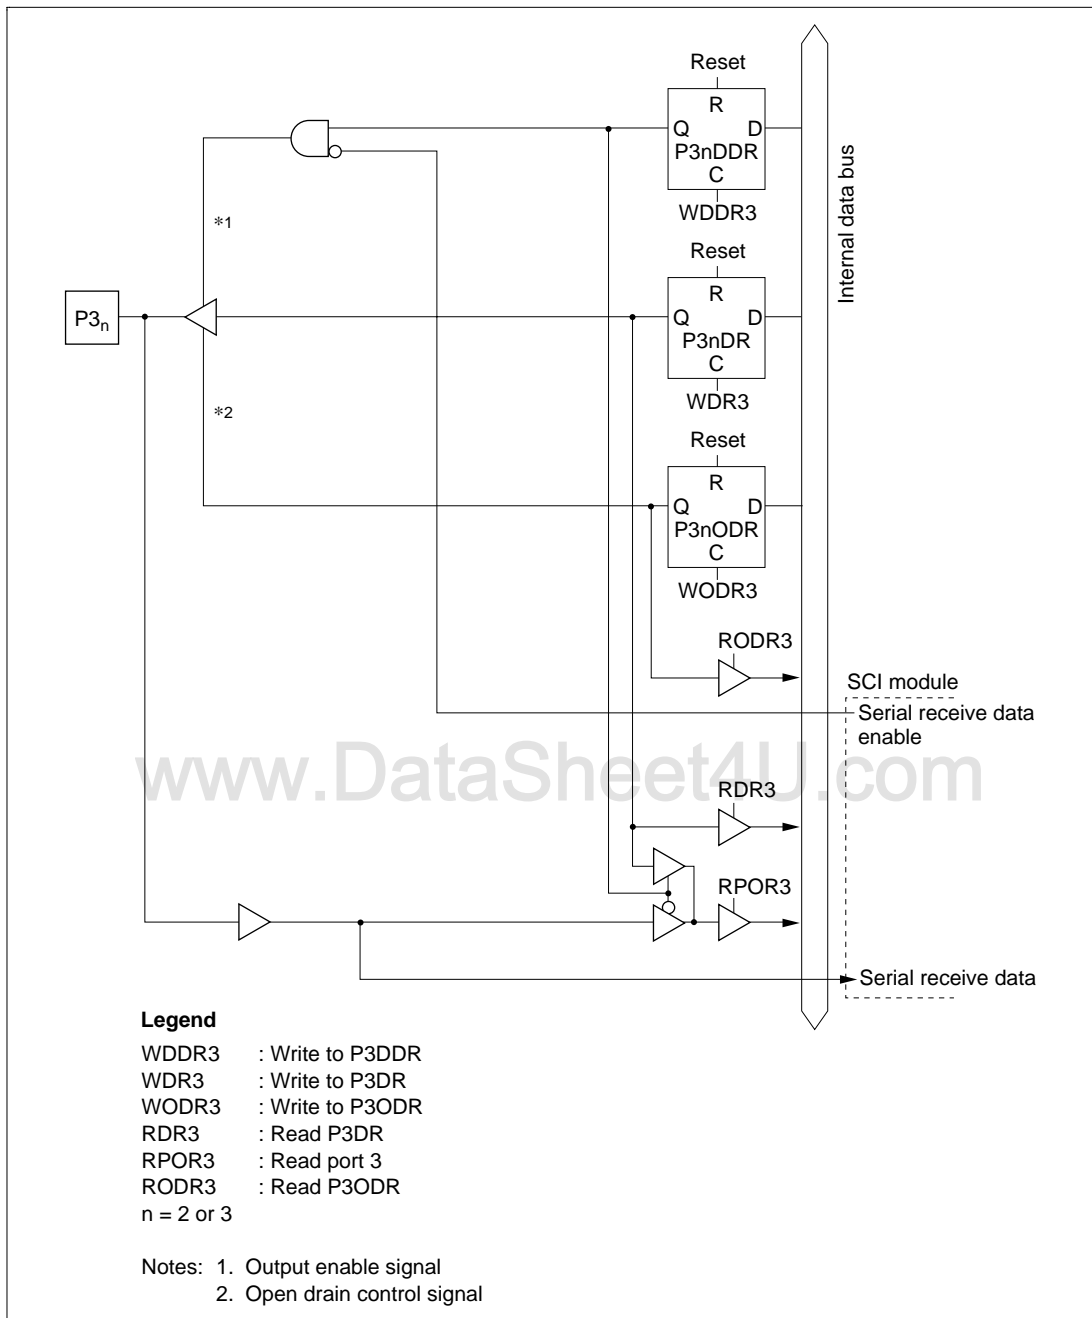 Reset
R
Q D
P3nDDR
C
WDDR3
Internal data bus
*1
Reset
R
P3n
Q D
P3nDR
C
WDR3
*2
Reset
R
Q D
P3nODR
C
WODR3
RODR3
SCI module
Serial receive data
enable
www.DataSheet4U.com
RDR3
RPOR3
Serial receive data
Legend
WDDR3 : Write to P3DDR
WDR3 : Write to P3DR
WODR3 : Write to P3ODR
RDR3 : Read P3DR
RPOR3 : Read port 3
RODR3 : Read P3ODR
n = 2 or 3
Notes: 1. Output enable signal
2. Open drain control signal